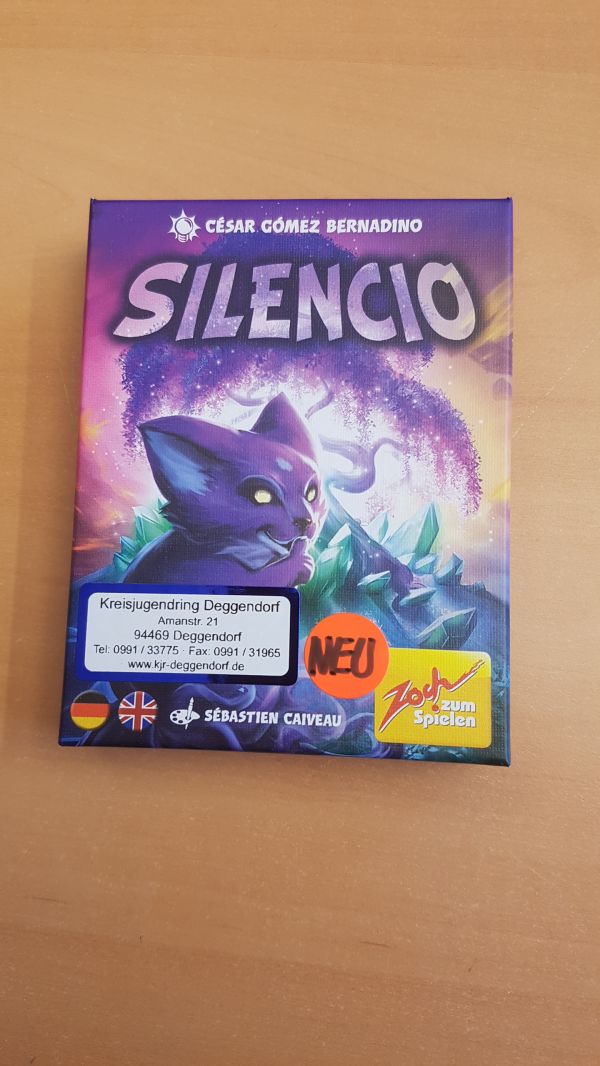 CÉSAR GÓMEZ BERNADINO
SILENCIO
Kreisjugendring Deggendorf
Amanstr. 21
94469 Deggendorf
Tel: 0991 / 33775 · Fax: 0991 / 31965
www.kjr-deggendorf.de
NEU
Zoch
zum
Spielen
SÉBASTIEN CAIVEAU